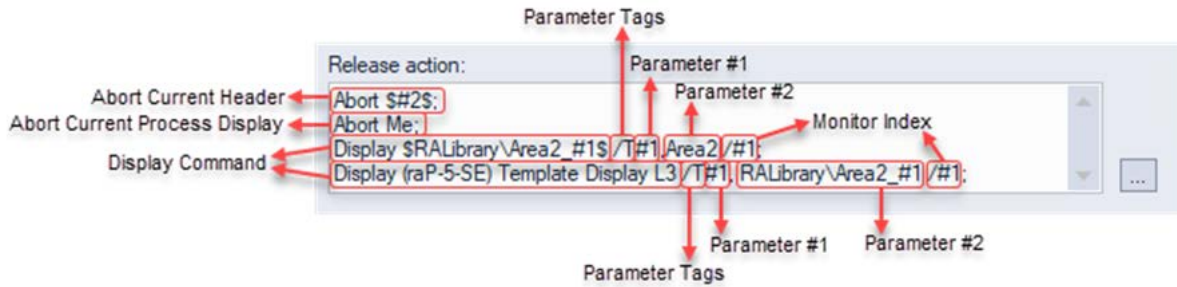 Parameter Tags
Release action:
Parameter #1
Abort Current Header
Abort $#2$;
Parameter #2
Abort Current Process Display
Abort Me;
Monitor Index
Display Command
Display $RALibrary\Area2_#1$ /T#1,Area2 /#1;
Display (raP-5-SE) Template Display L3 /T#1, RALibrary\Area2_#1 /#1;
...
Parameter #1
Parameter #2
Parameter Tags